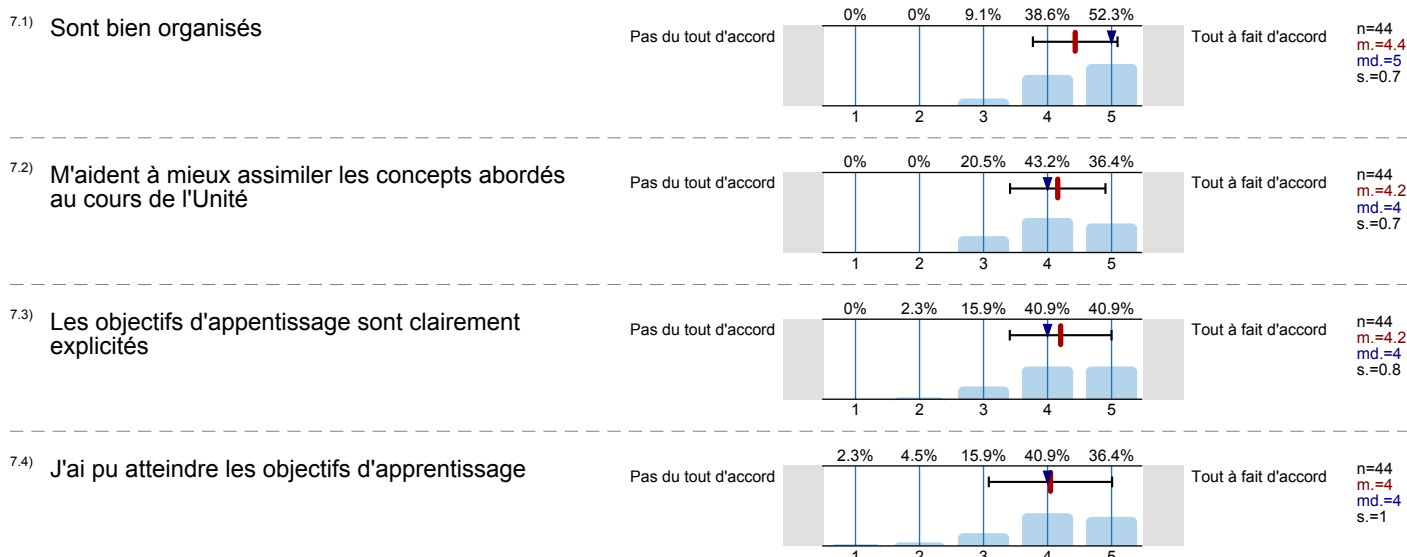 7.1) Sont bien organisés
0% 0% 9.1% 38.6% 52.3%
Pas du tout d'accord
Tout à fait d'accord
n=44
m.=4.4
md.=5
s.=0.7
1 2 3 4 5
7.2) M'aident à mieux assimiler les concepts abordés
au cours de l'Unité
0% 0% 20.5% 43.2% 36.4%
Pas du tout d'accord
Tout à fait d'accord
n=44
m.=4.2
md.=4
s.=0.7
1 2 3 4 5
7.3) Les objectifs d'appentissage sont clairement
explicités
0% 2.3% 15.9% 40.9% 40.9%
Pas du tout d'accord
Tout à fait d'accord
n=44
m.=4.2
md.=4
s.=0.8
1 2 3 4 5
7.4) J'ai pu atteindre les objectifs d'apprentissage
2.3% 4.5% 15.9% 40.9% 36.4%
Pas du tout d'accord
Tout à fait d'accord
n=44
m.=4
md.=4
s.=1
1 2 3 4 5